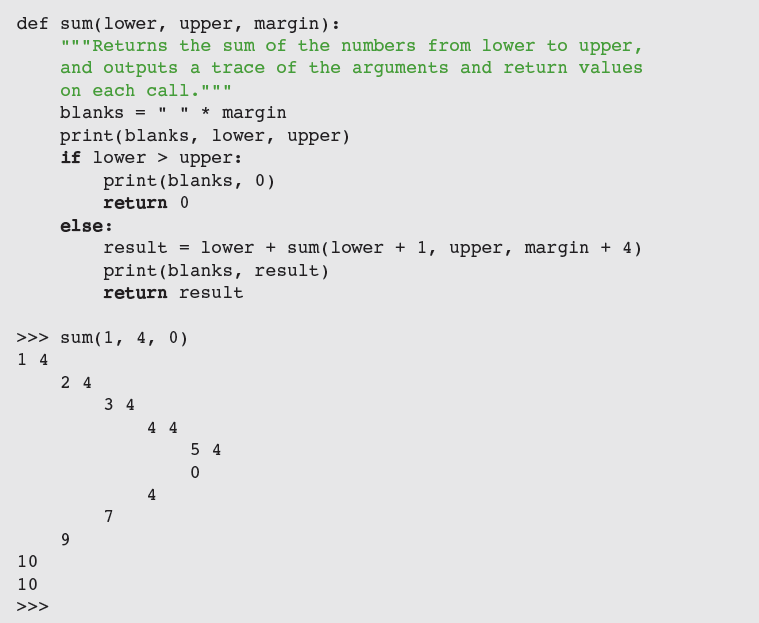 def sum(lower, upper, margin):
    """Returns the sum of the numbers from lower to upper,
    and outputs a trace of the arguments and return values
    on each call."""
    blanks = " " * margin
    print(blanks, lower, upper)
    if lower > upper:
        print(blanks, 0)
        return 0
    else:
        result = lower + sum(lower + 1, upper, margin + 4)
        print(blanks, result)
        return result

>>> sum(1, 4, 0)
1 4
    2 4
        3 4
            4 4
                5 4
                0
            4
        7
    9
10
10
>>>